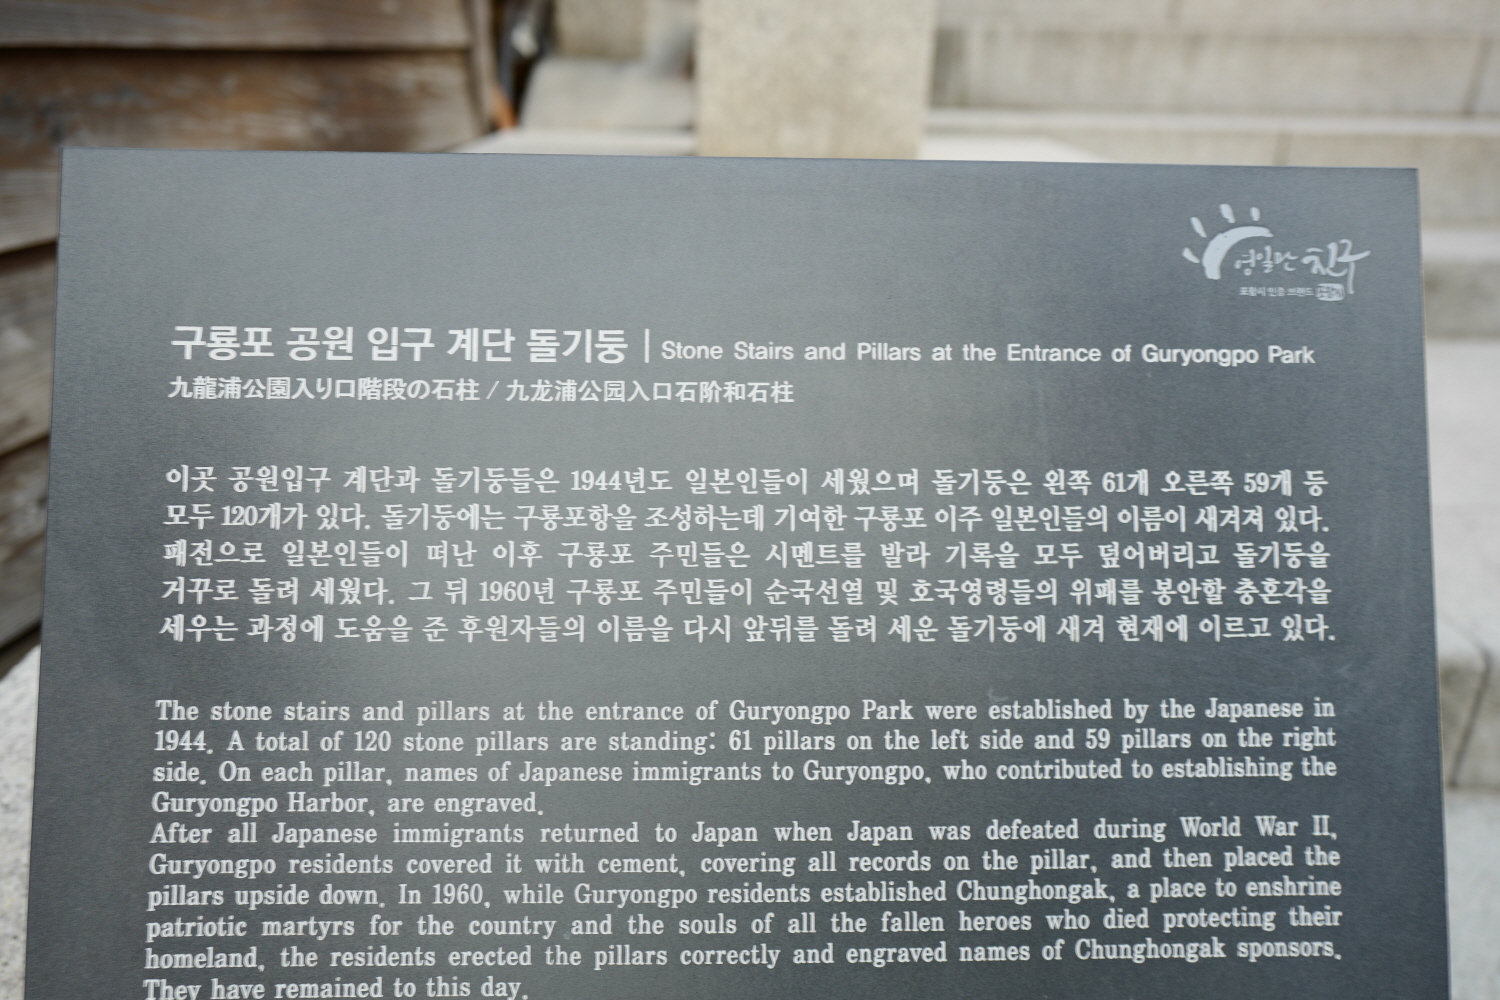 영일만 친구
포항시 인증 브랜드
구룡포 공원 입구 계단 돌기둥 | Stone Stairs and Pillars at the Entrance of Guryongpo Park
九龍浦公園入り口階段の石柱 / 九龙浦公园入口石阶和石柱
이곳 공원입구 계단과 돌기둥들은 1944년도 일본인들이 세웠으며 돌기둥은 왼쪽 61개 오른쪽 59개 등
모두 120개가 있다. 돌기둥에는 구룡포항을 조성하는데 기여한 구룡포 이주 일본인들의 이름이 새겨져 있다.
패전으로 일본인들이 떠난 이후 구룡포 주민들은 시멘트를 발라 기록을 모두 덮어버리고 돌기둥을
거꾸로 돌려 세웠다. 그 뒤 1960년 구룡포 주민들이 순국선열 및 호국영령들의 위패를 봉안할 충혼각을
세우는 과정에 도움을 준 후원자들의 이름을 다시 앞뒤를 돌려 세운 돌기둥에 새겨 현재에 이르고 있다.
The stone stairs and pillars at the entrance of Guryongpo Park were established by the Japanese in
1944. A total of 120 stone pillars are standing: 61 pillars on the left side and 59 pillars on the right
side. On each pillar, names of Japanese immigrants to Guryongpo, who contributed to establishing the
Guryongpo Harbor, are engraved.
After all Japanese immigrants returned to Japan when Japan was defeated during World War II,
Guryongpo residents covered it with cement, covering all records on the pillar, and then placed the
pillars upside down. In 1960, while Guryongpo residents established Chunghongak, a place to enshrine
patriotic martyrs for the country and the souls of all the fallen heroes who died protecting their
homeland, the residents erected the pillars correctly and engraved names of Chunghongak sponsors.
They have remained to this day.